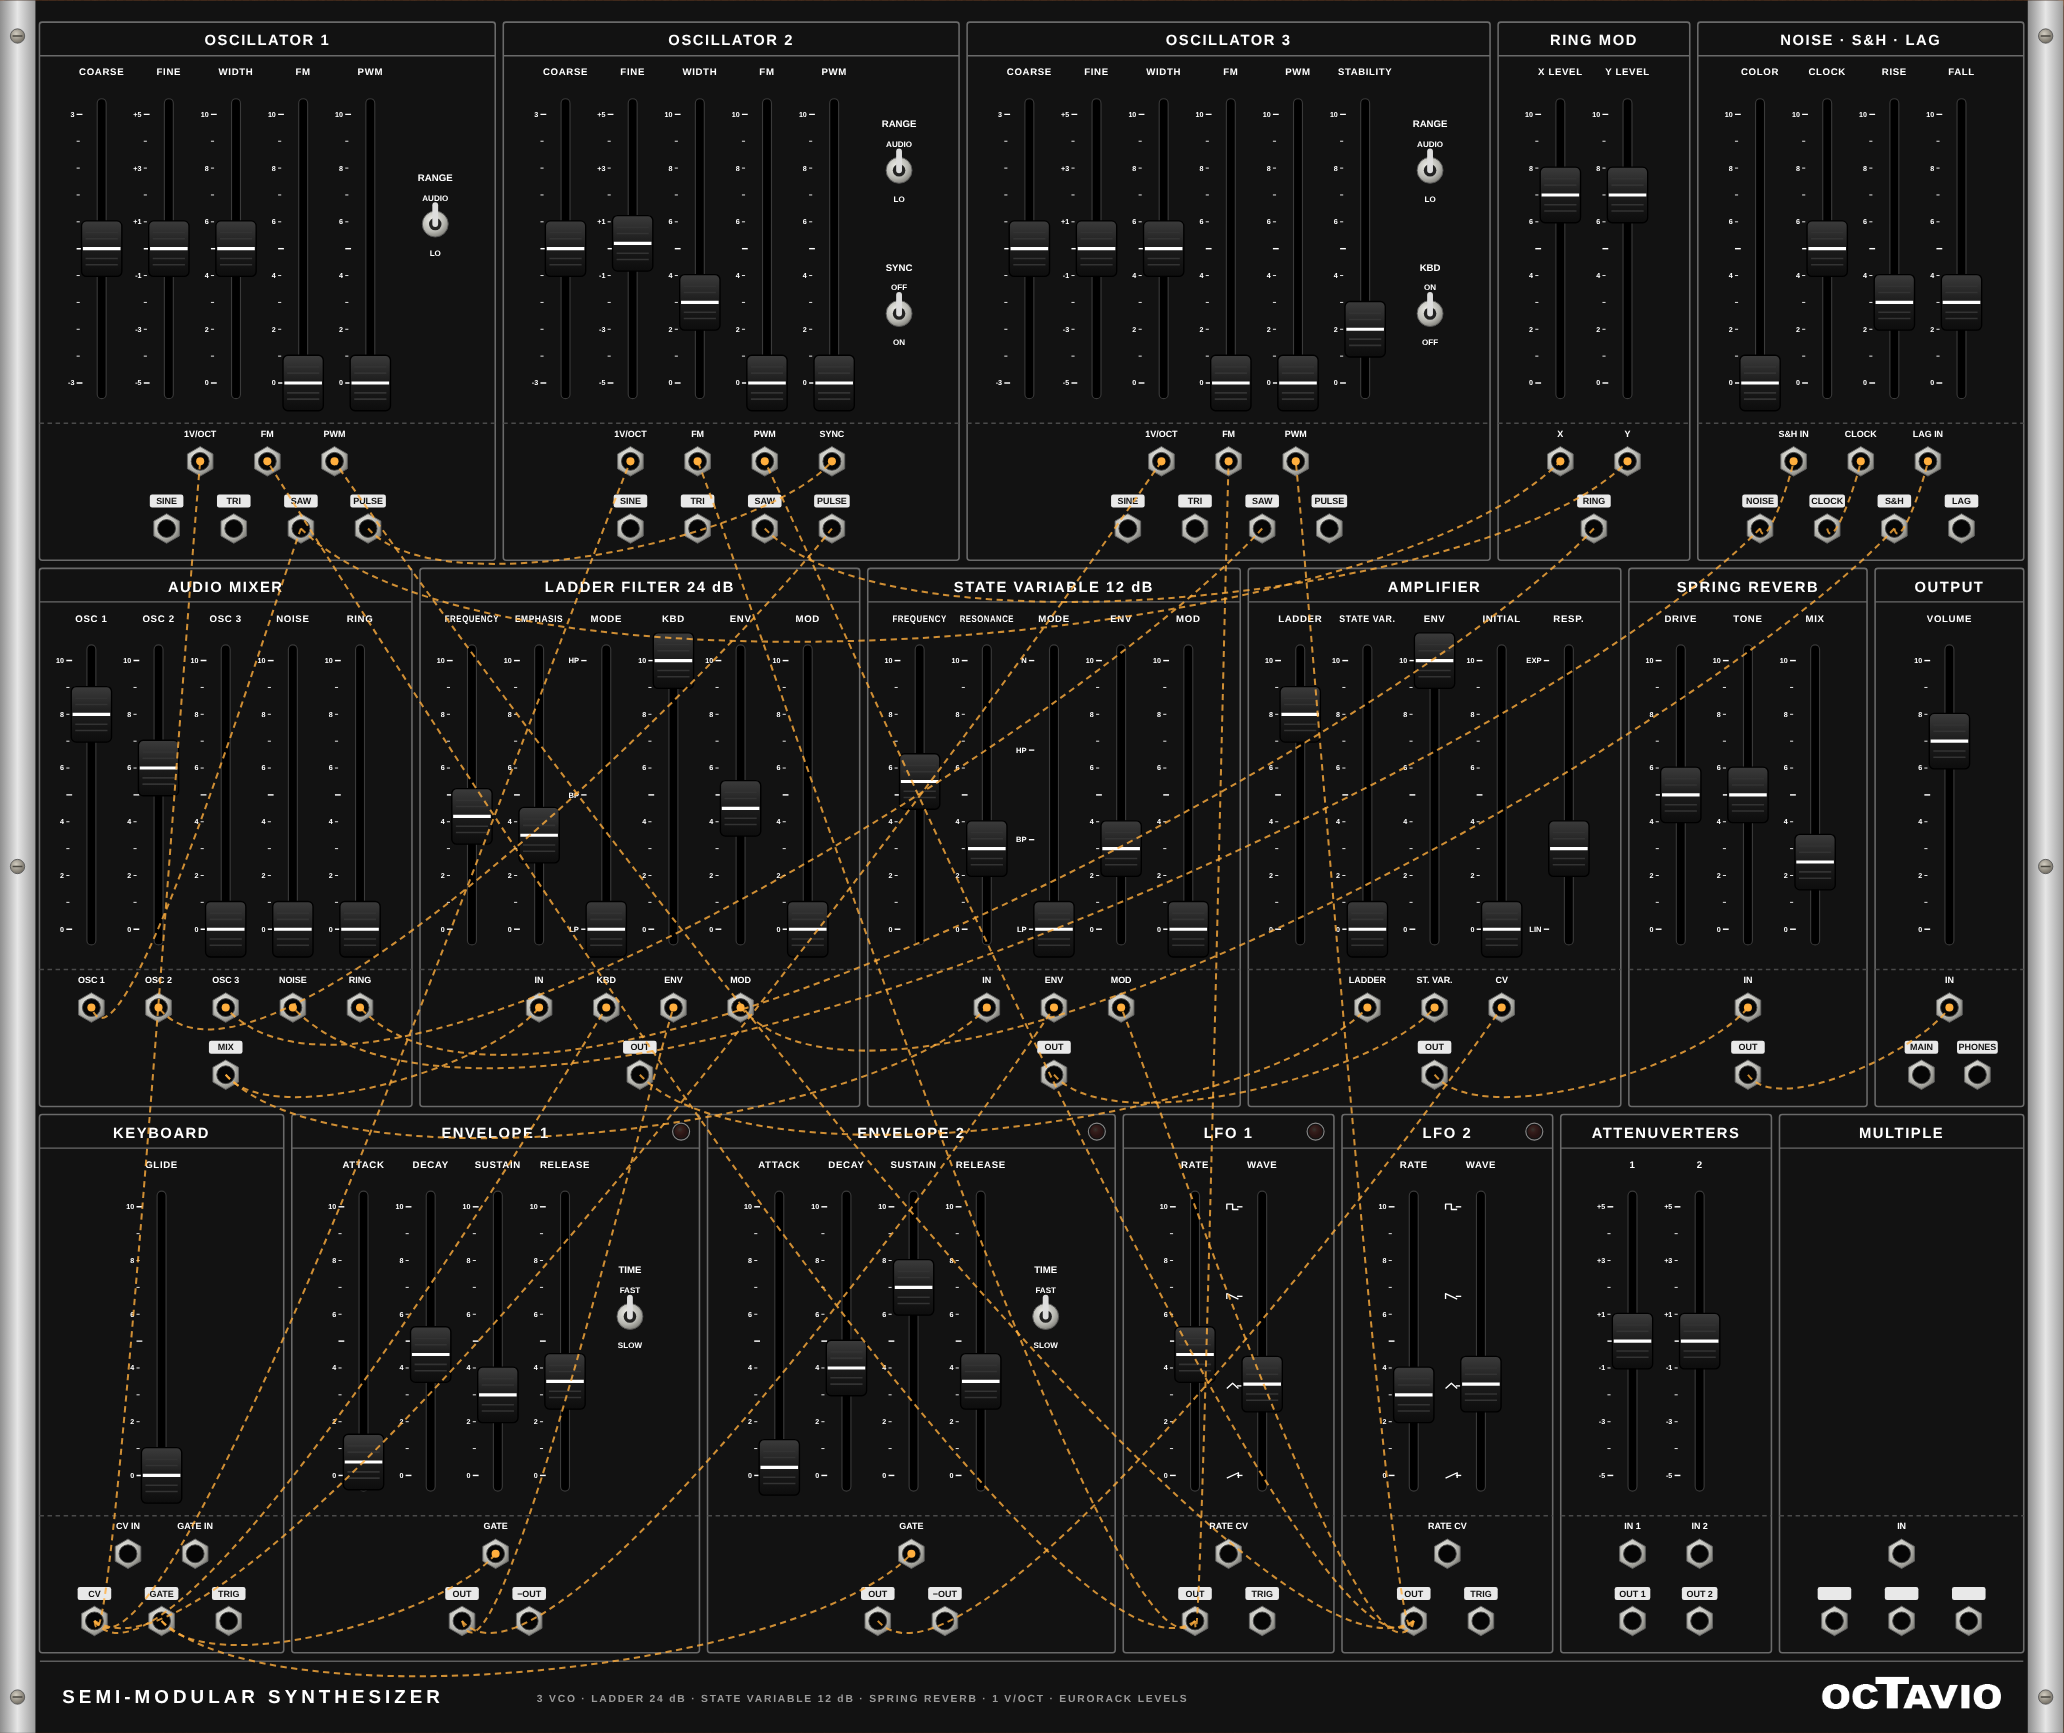 OSCILLATOR 1
OSCILLATOR 2
OSCILLATOR 3
RING MOD
NOISE · S&H · LAG
COARSE FINE WIDTH FM PWM
COARSE FINE WIDTH FM PWM
COARSE FINE WIDTH FM PWM STABILITY
X LEVEL Y LEVEL
COLOR CLOCK RISE FALL
RANGE
AUDIO
LO
RANGE
AUDIO
LO
SYNC
OFF
ON
RANGE
AUDIO
LO
KBD
ON
OFF
1V/OCT FM PWM
SINE TRI SAW PULSE
1V/OCT FM PWM SYNC
SINE TRI SAW PULSE
1V/OCT FM PWM
SINE TRI SAW PULSE
X Y
RING
S&H IN CLOCK LAG IN
NOISE CLOCK S&H LAG
AUDIO MIXER
LADDER FILTER 24 dB
STATE VARIABLE 12 dB
AMPLIFIER
SPRING REVERB
OUTPUT
OSC 1 OSC 2 OSC 3 NOISE RING
FREQUENCY EMPHASIS MODE KBD ENV MOD
FREQUENCY RESONANCE MODE ENV MOD
LADDER STATE VAR. ENV INITIAL RESP.
DRIVE TONE MIX
VOLUME
HP
BP
LP
N
HP
BP
LP
EXP
LIN
OSC 1 OSC 2 OSC 3 NOISE RING
MIX
IN KBD ENV MOD
OUT
IN ENV MOD
OUT
LADDER ST. VAR. CV
OUT
IN
OUT
IN
MAIN PHONES
KEYBOARD
ENVELOPE 1
ENVELOPE 2
LFO 1
LFO 2
ATTENUVERTERS
MULTIPLE
GLIDE
ATTACK DECAY SUSTAIN RELEASE
ATTACK DECAY SUSTAIN RELEASE
RATE WAVE
RATE WAVE
1 2
TIME
FAST
SLOW
TIME
FAST
SLOW
CV IN GATE IN
CV GATE TRIG
GATE
OUT −OUT
GATE
OUT −OUT
RATE CV
OUT TRIG
RATE CV
OUT TRIG
IN 1 IN 2
OUT 1 OUT 2
IN
SEMI-MODULAR SYNTHESIZER
3 VCO · LADDER 24 dB · STATE VARIABLE 12 dB · SPRING REVERB · 1 V/OCT · EURORACK LEVELS
OCTAVIO